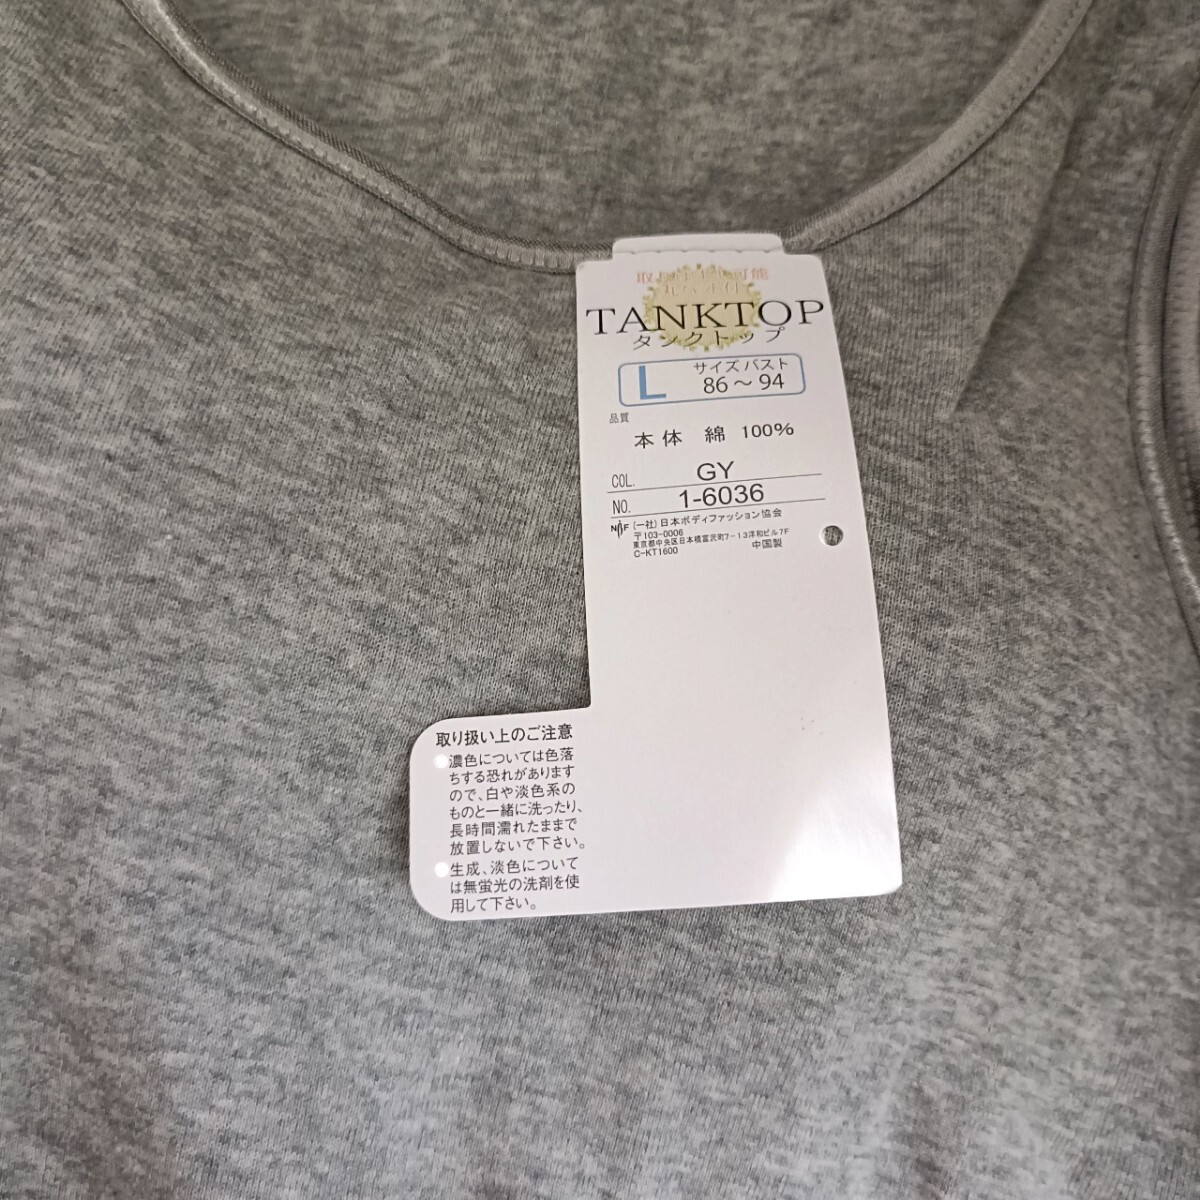 可能
TANKTOP
タンクトップ
L サイズ バスト
86～94
品質
本体 綿 100%
COL. GY
NO. 1-6036
NBF (一社)日本ボディファッション協会
〒103-0006
東京都中央区日本橋富沢町7-13洋和ビル7F
C-KT1600 中国製
取り扱い上のご注意
●濃色については色落
ちする恐れがあります
ので、白や淡色系の
ものと一緒に洗ったり、
長時間濡れたままで
放置しないで下さい。
●生成、淡色について
は無蛍光の洗剤を使
用して下さい。